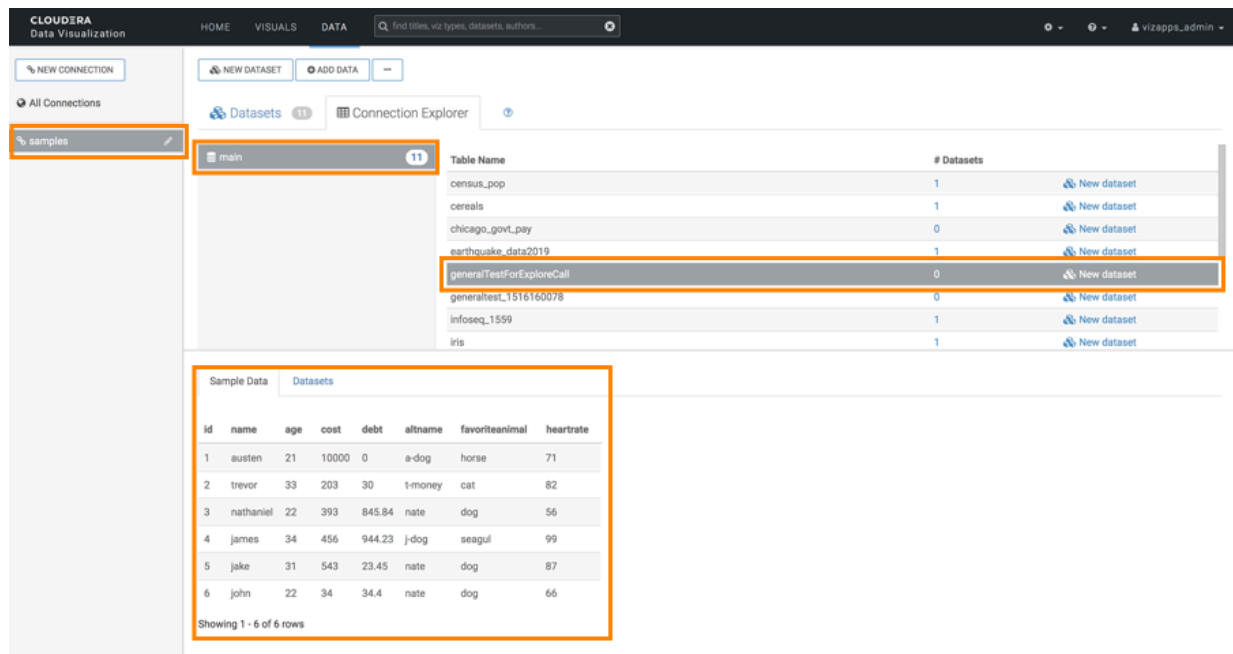 CLOUDERA
Data Visualization
HOME VISUALS DATA find titles, viz types, datasets, authors... vizapps_admin
NEW CONNECTION
All Connections
samples
NEW DATASET ADD DATA
Datasets 11 Connection Explorer
main 11
Table Name # Datasets
census_pop 1 New dataset
cereals 1 New dataset
chicago_govt_pay 0 New dataset
earthquake_data2019 1 New dataset
generalTestForExploreCall 0 New dataset
generaltest_1516160078 0 New dataset
infoseq_1559 1 New dataset
iris 1 New dataset
Sample Data Datasets
id name age cost debt altname favoriteanimal heartrate
1 austen 21 10000 0 a-dog horse 71
2 trevor 33 203 30 t-money cat 82
3 nathaniel 22 393 845.84 nate dog 56
4 james 34 456 944.23 j-dog seagul 99
5 jake 31 543 23.45 nate dog 87
6 john 22 34 34.4 nate dog 66
Showing 1 - 6 of 6 rows